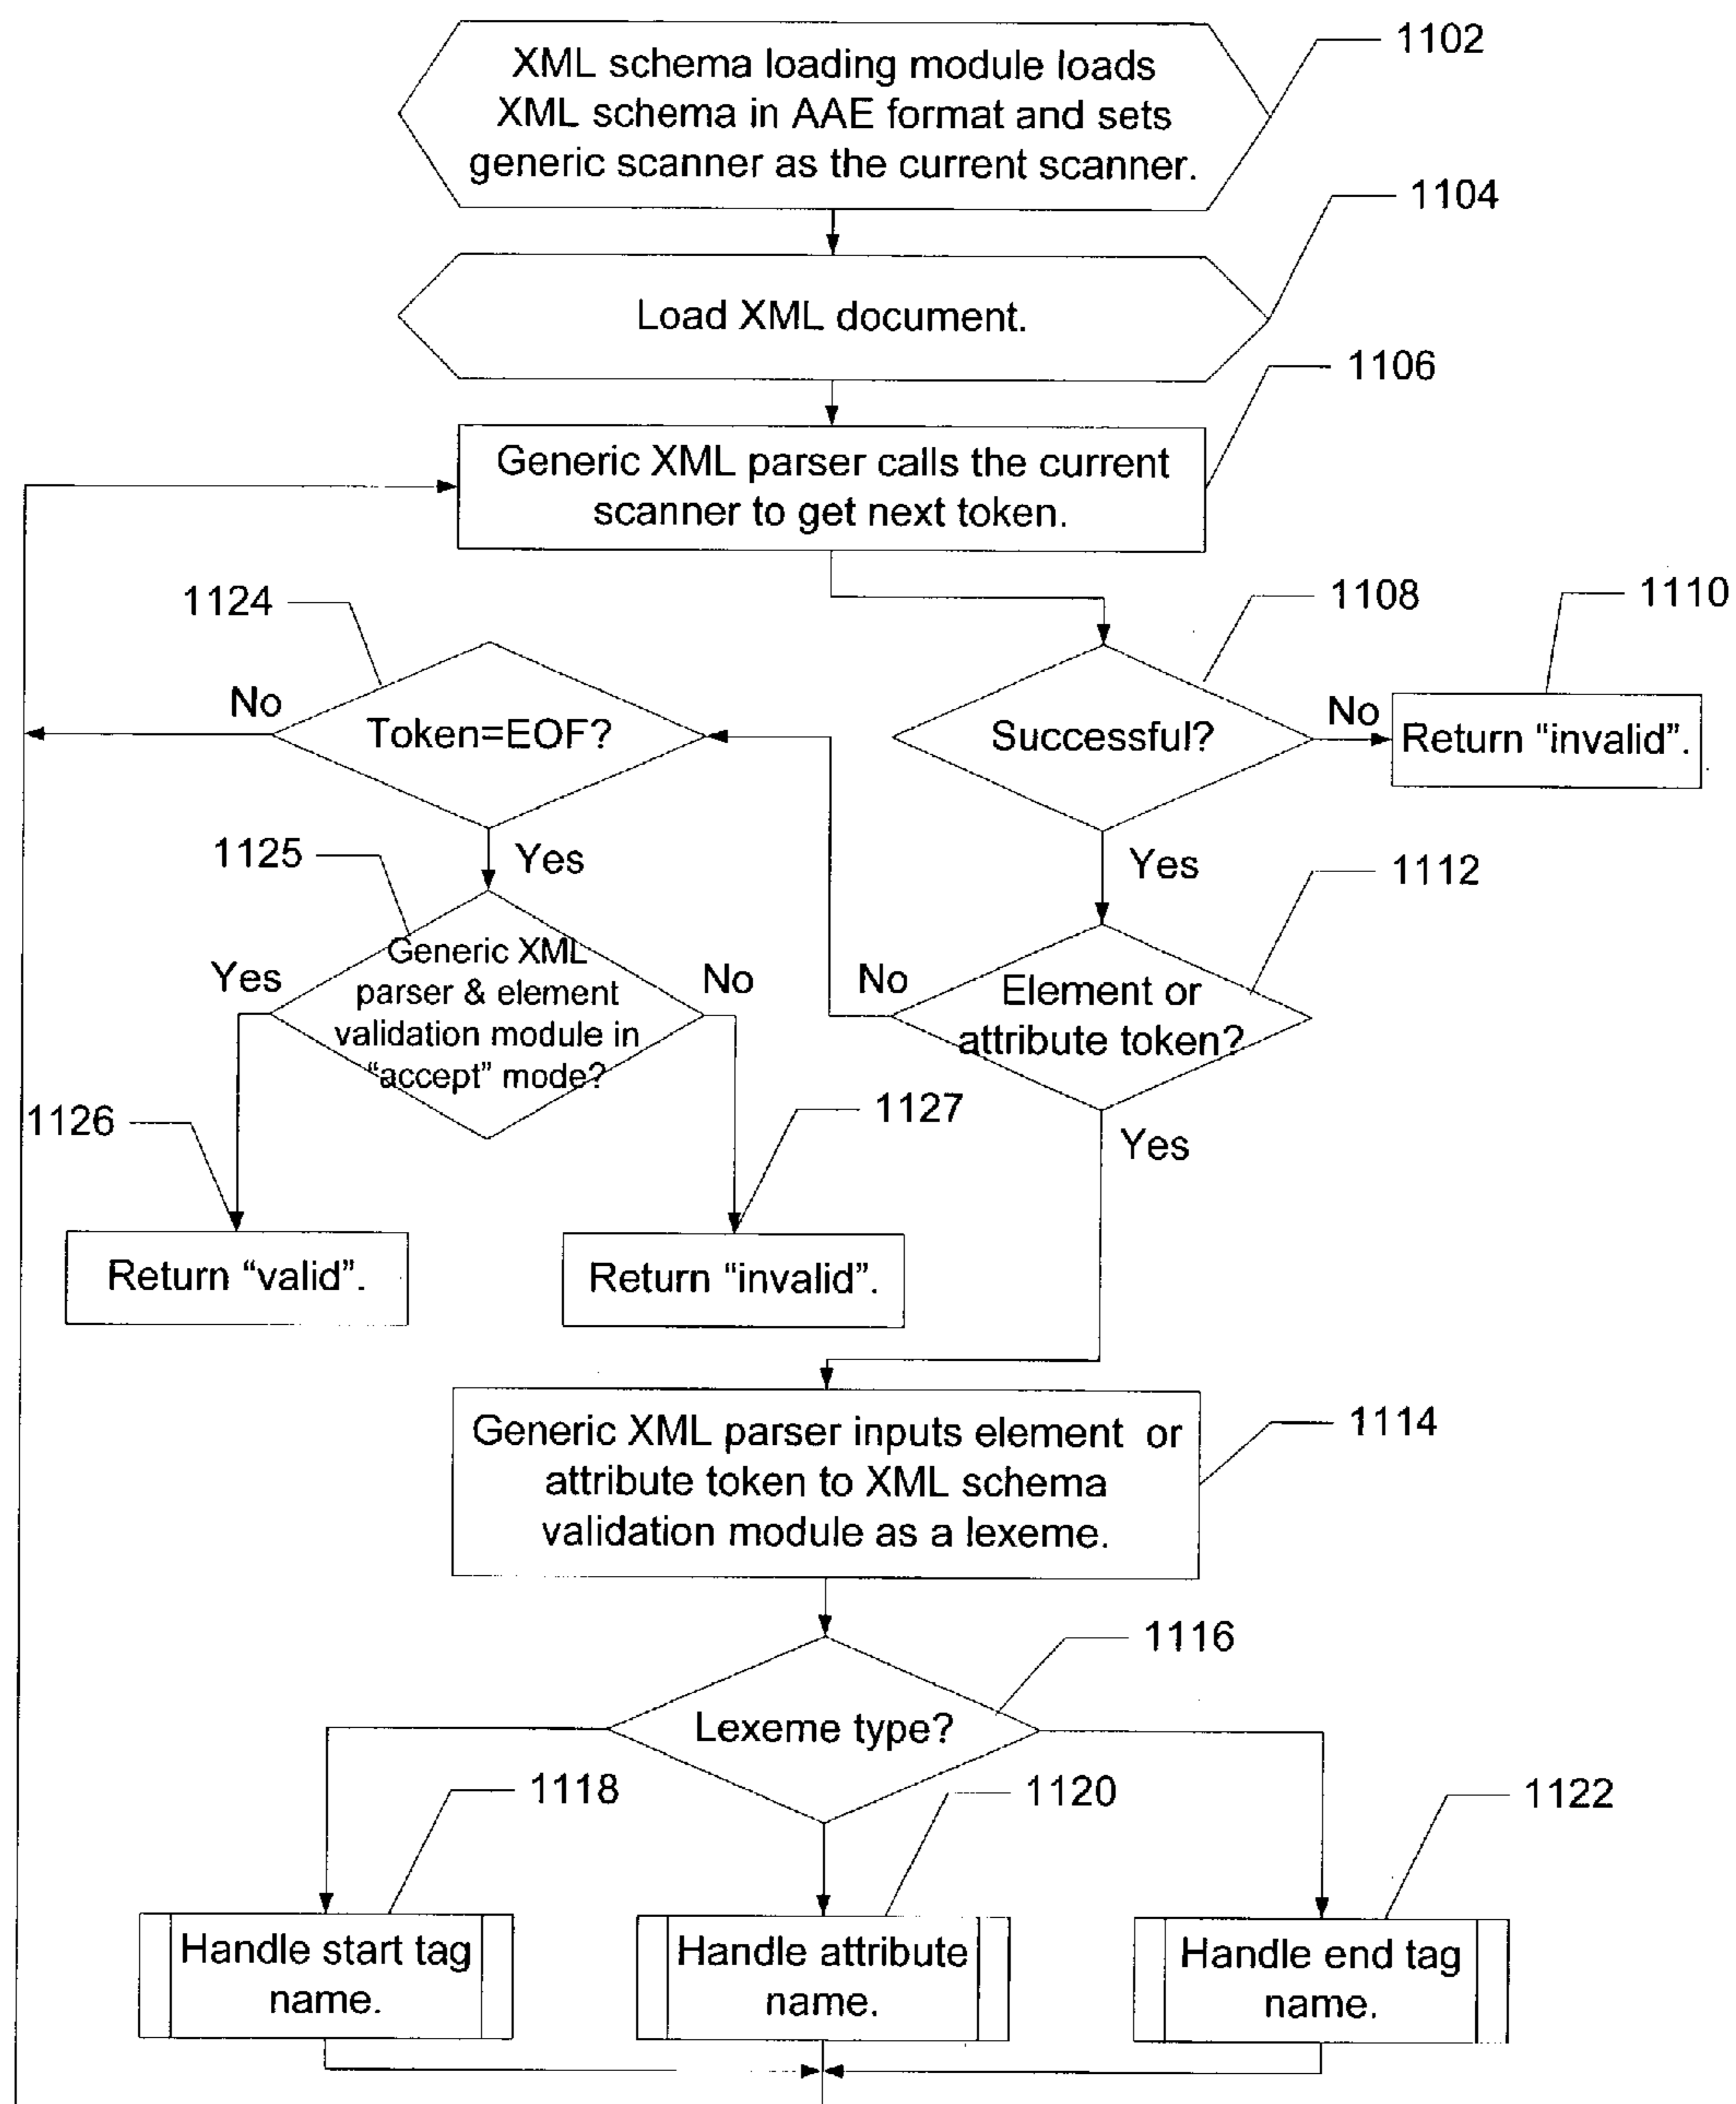 1102
XML schema loading module loads
XML schema in AAE format and sets
generic scanner as the current scanner.
1104
Load XML document.
1106
Generic XML parser calls the current
scanner to get next token.
1124
1108
1110
No
Token=EOF?
Successful?
No
Return “invalid”.
1125
Yes
Yes
1112
Yes
Generic XML
parser & element
validation module in
“accept” mode?
No
No
Element or
attribute token?
1126
1127
Yes
Return “valid”.
Return “invalid”.
Generic XML parser inputs element or
attribute token to XML schema
validation module as a lexeme.
1114
1116
Lexeme type?
1118
1120
1122
Handle start tag
name.
Handle attribute
name.
Handle end tag
name.